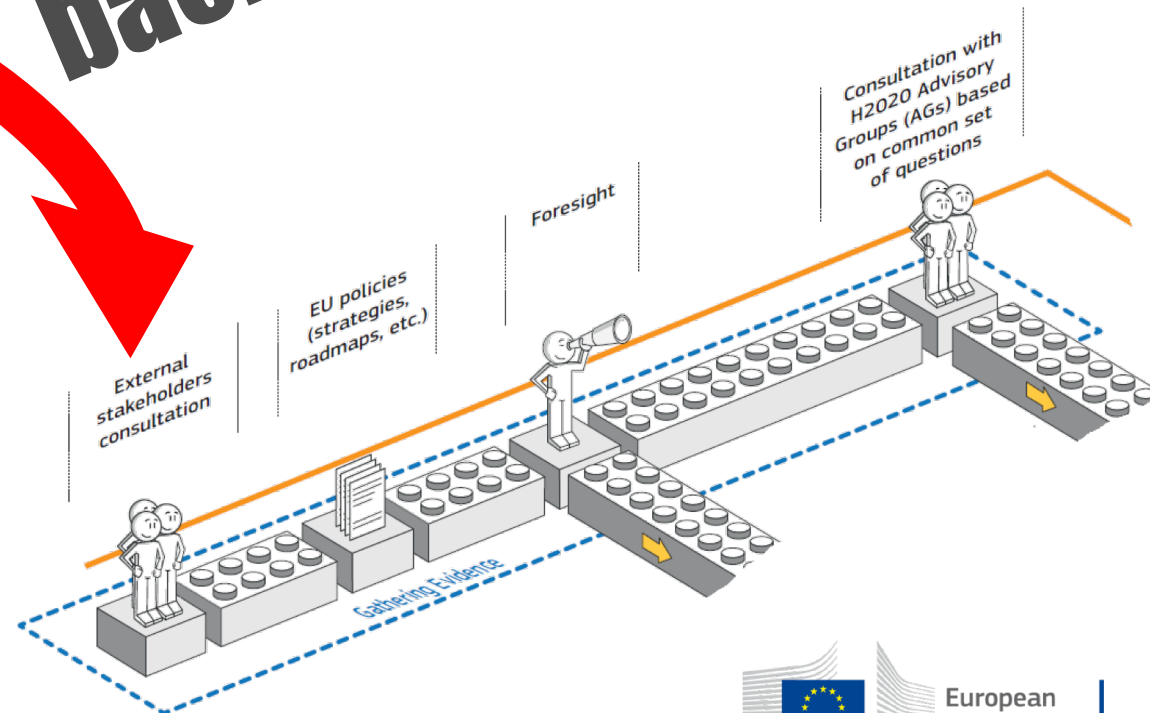 Consultation with
H2020 Advisory
Groups (AGs) based
on common set
of questions
Foresight
EU policies
(strategies,
roadmaps, etc.)
External
stakeholders
consultation
Gathering Evidence
European